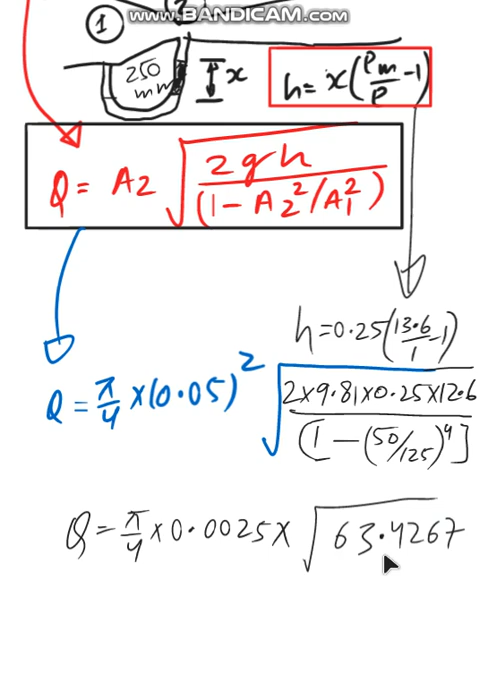 www.BANDICAM.com
1 2
250 mm x h = x(ρm/ρ - 1)
Q = A2 √(2gh/(1 - A2²/A1²))
h = 0.25(13.6/1 - 1)
Q = π/4 × (0.05)² √(2×9.81×0.25×12.6/[1 - (50/125)⁴])
Q = π/4 × 0.0025 × √63.4267